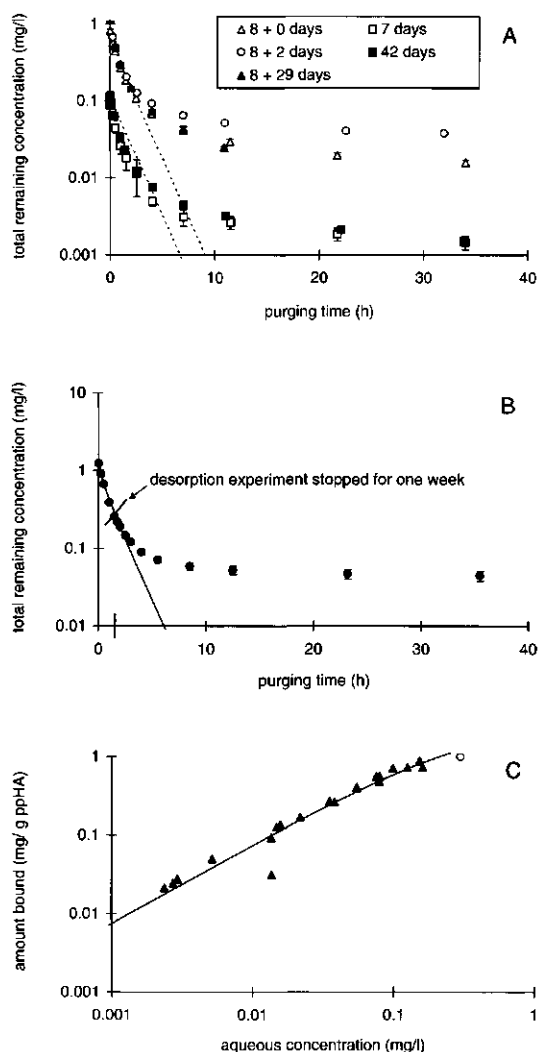 A
△ 8 + 0 days □ 7 days
○ 8 + 2 days ■ 42 days
▲ 8 + 29 days
total remaining concentration (mg/l)
1
0.1
0.01
0.001
0 10 20 30 40
purging time (h)
B
total remaining concentration (mg/l)
10
1
0.1
0.01
desorption experiment stopped for one week
0 10 20 30 40
purging time (h)
C
amount bound (mg/ g ppHA)
1
0.1
0.01
0.001
0.001 0.01 0.1 1
aqueous concentration (mg/l)